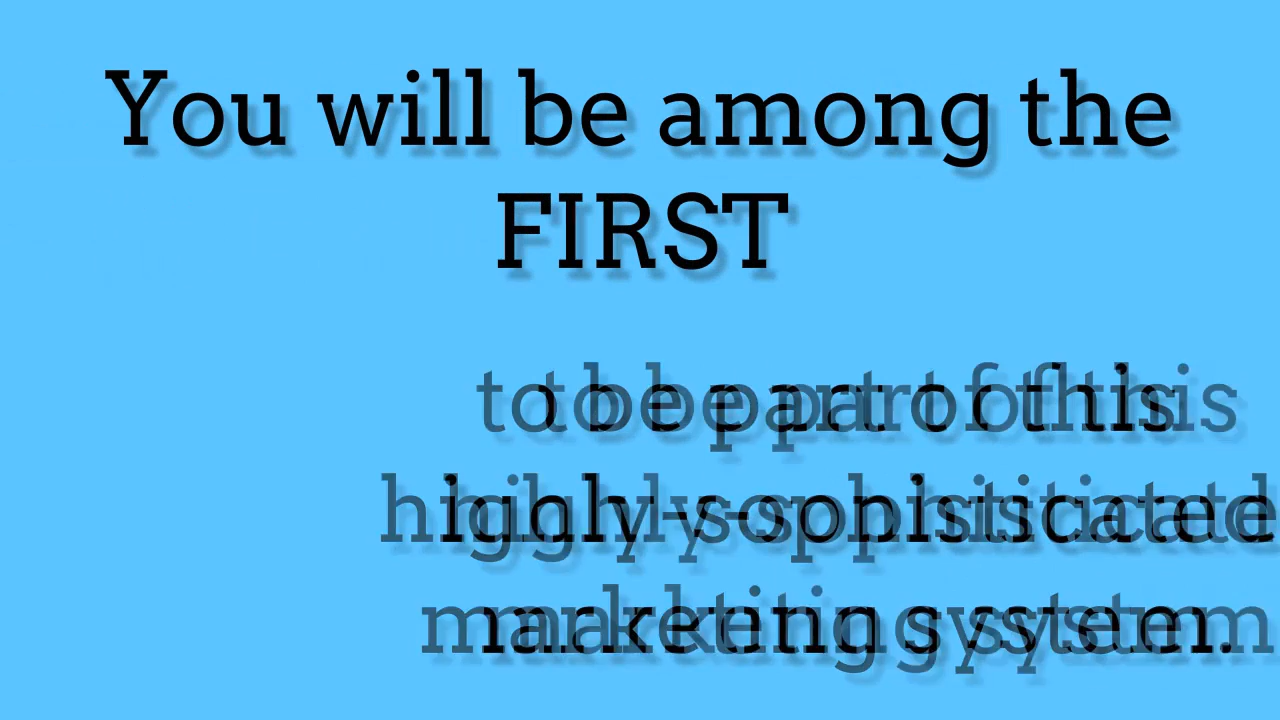 You will be among the
FIRST
to be part of this
highly-sophisticated
marketing system.